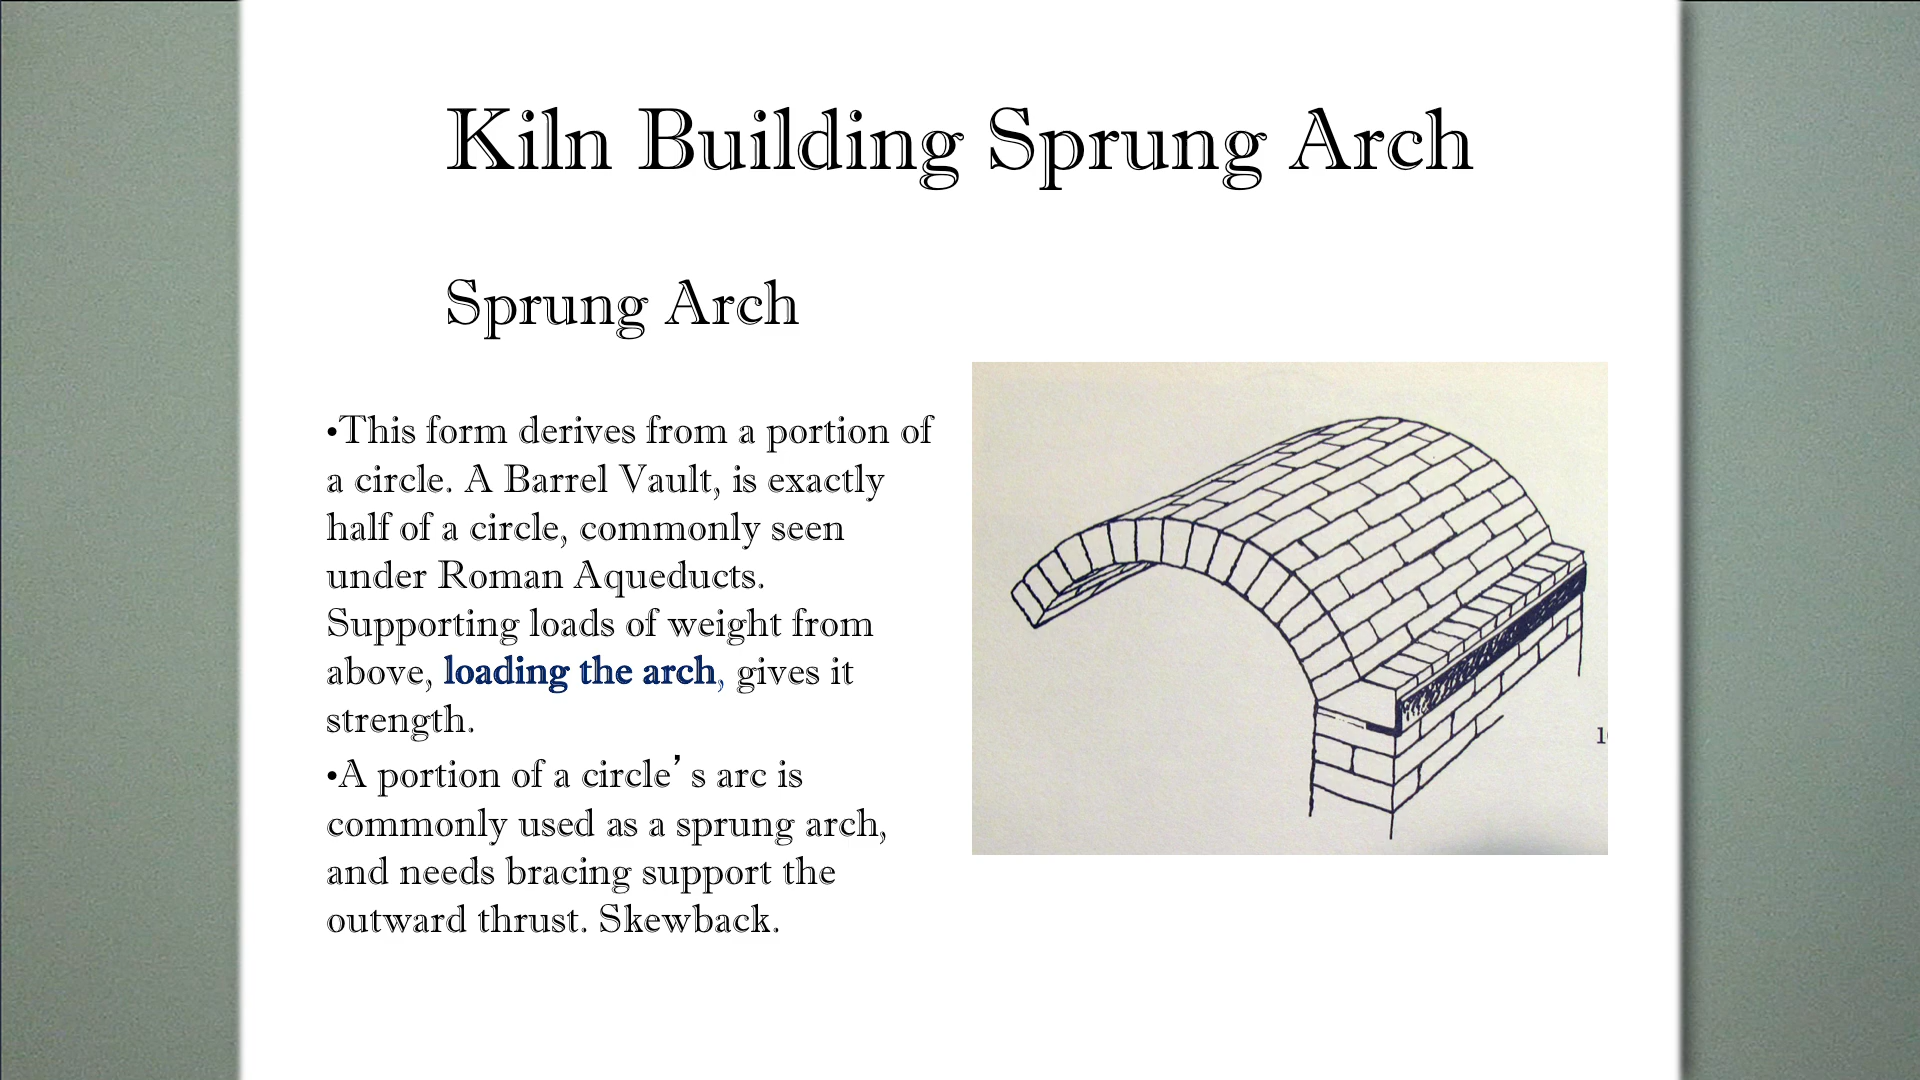 Kiln Building Sprung Arch
Sprung Arch
•This form derives from a portion of
a circle. A Barrel Vault, is exactly
half of a circle, commonly seen
under Roman Aqueducts.
Supporting loads of weight from
above, loading the arch, gives it
strength.
•A portion of a circle’s arc is
commonly used as a sprung arch,
and needs bracing support the
outward thrust. Skewback.